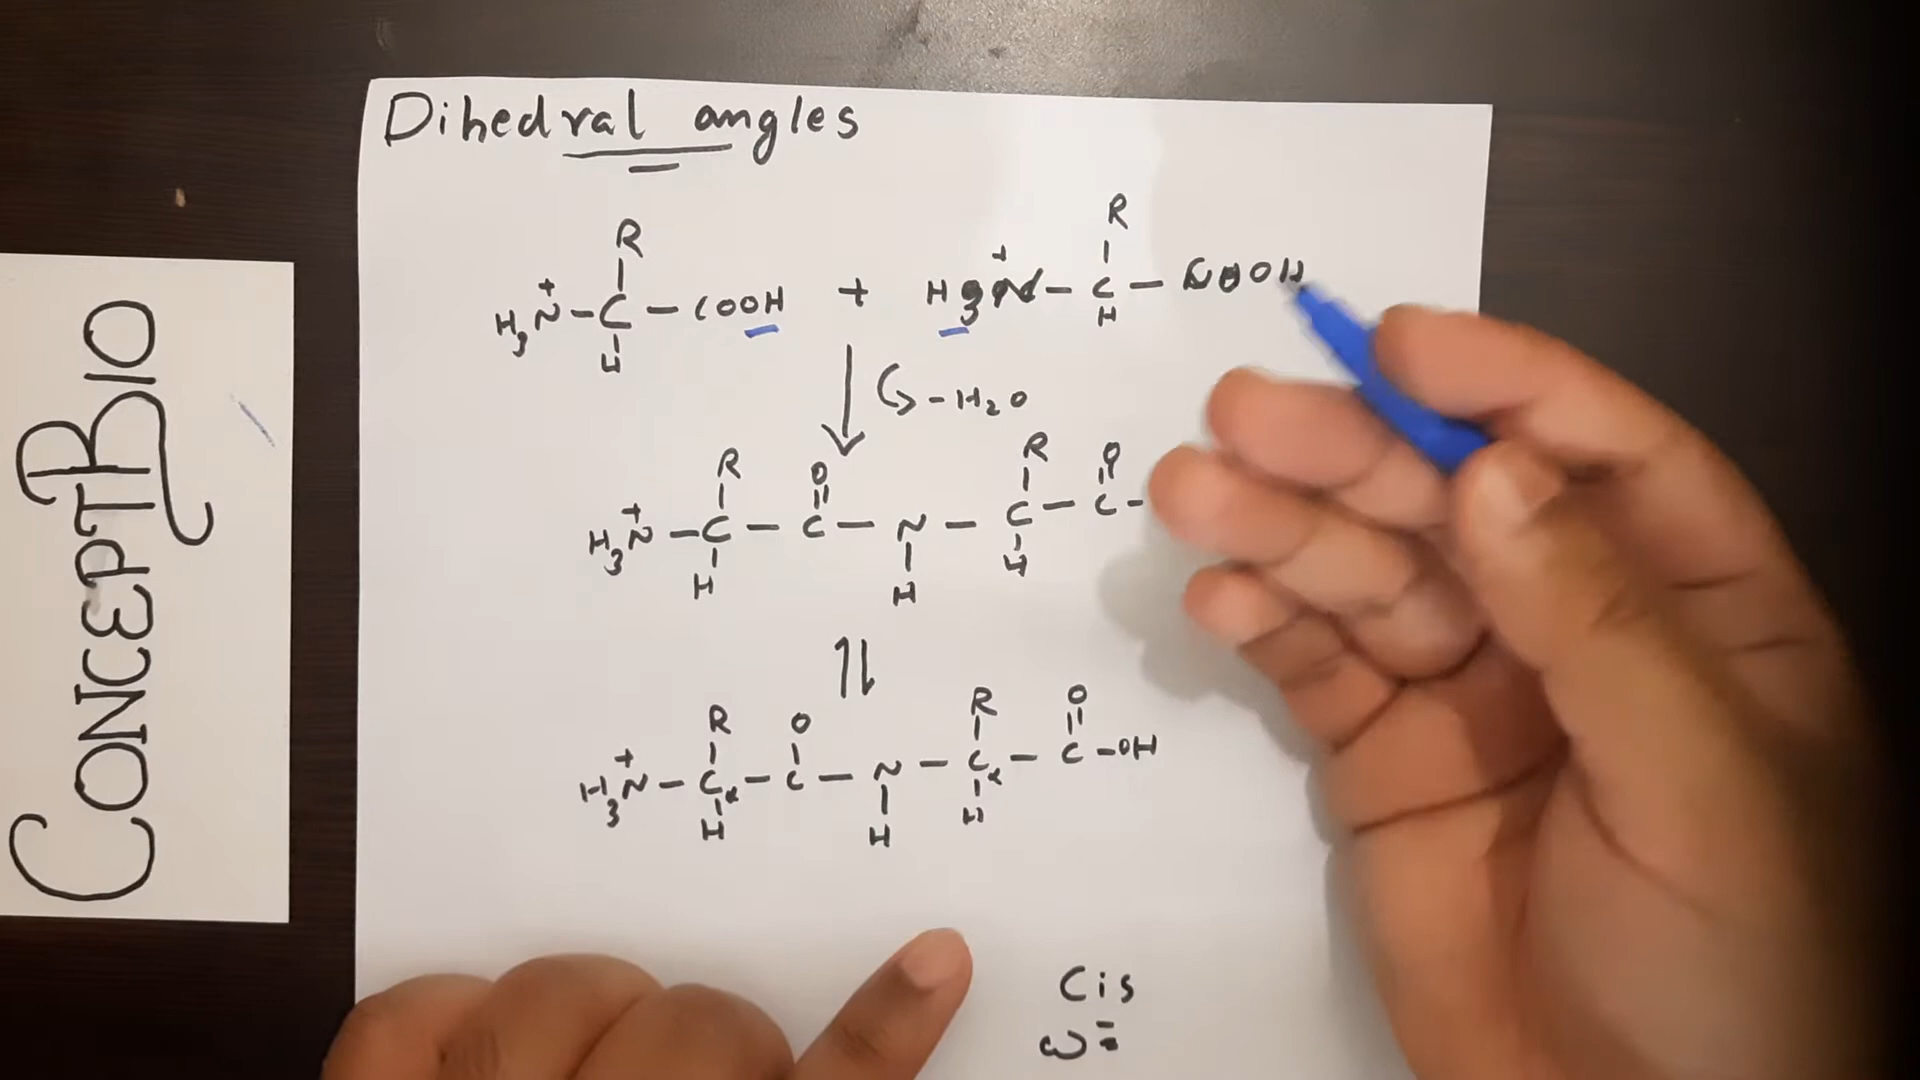 Dihedral angles
R
R
H₃N⁺ – C – COOH + H₃N⁺ – C – COOH
H
H
– H₂O
R
O
R
O
H₃N⁺ – C – C – N – C – C –
H
H
H
R
O
R
O
H₃N⁺ – Cα – C – N – Cα – C – OH
H
H
H
Cis
ω =
CONCEPTBIO